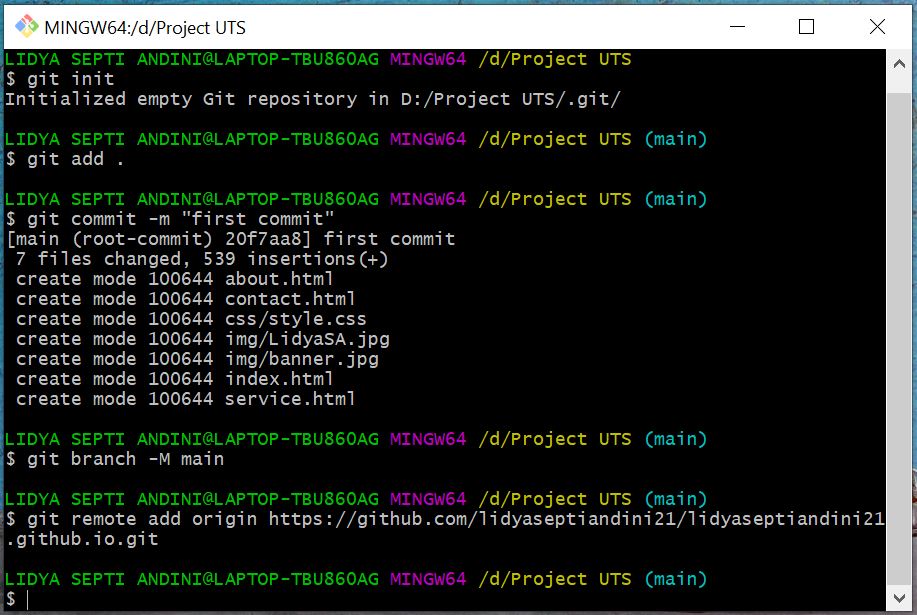 MINGW64:/d/Project UTS
LIDYA SEPTI ANDINI@LAPTOP-TBU86OAG MINGW64 /d/Project UTS
$ git init
Initialized empty Git repository in D:/Project UTS/.git/
LIDYA SEPTI ANDINI@LAPTOP-TBU86OAG MINGW64 /d/Project UTS (main)
$ git add .
LIDYA SEPTI ANDINI@LAPTOP-TBU86OAG MINGW64 /d/Project UTS (main)
$ git commit -m "first commit"
[main (root-commit) 20f7aa8] first commit
 7 files changed, 539 insertions(+)
 create mode 100644 about.html
 create mode 100644 contact.html
 create mode 100644 css/style.css
 create mode 100644 img/LidyaSA.jpg
 create mode 100644 img/banner.jpg
 create mode 100644 index.html
 create mode 100644 service.html
LIDYA SEPTI ANDINI@LAPTOP-TBU86OAG MINGW64 /d/Project UTS (main)
$ git branch -M main
LIDYA SEPTI ANDINI@LAPTOP-TBU86OAG MINGW64 /d/Project UTS (main)
$ git remote add origin https://github.com/lidyaseptiandini21/lidyaseptiandini21
.github.io.git
LIDYA SEPTI ANDINI@LAPTOP-TBU86OAG MINGW64 /d/Project UTS (main)
$